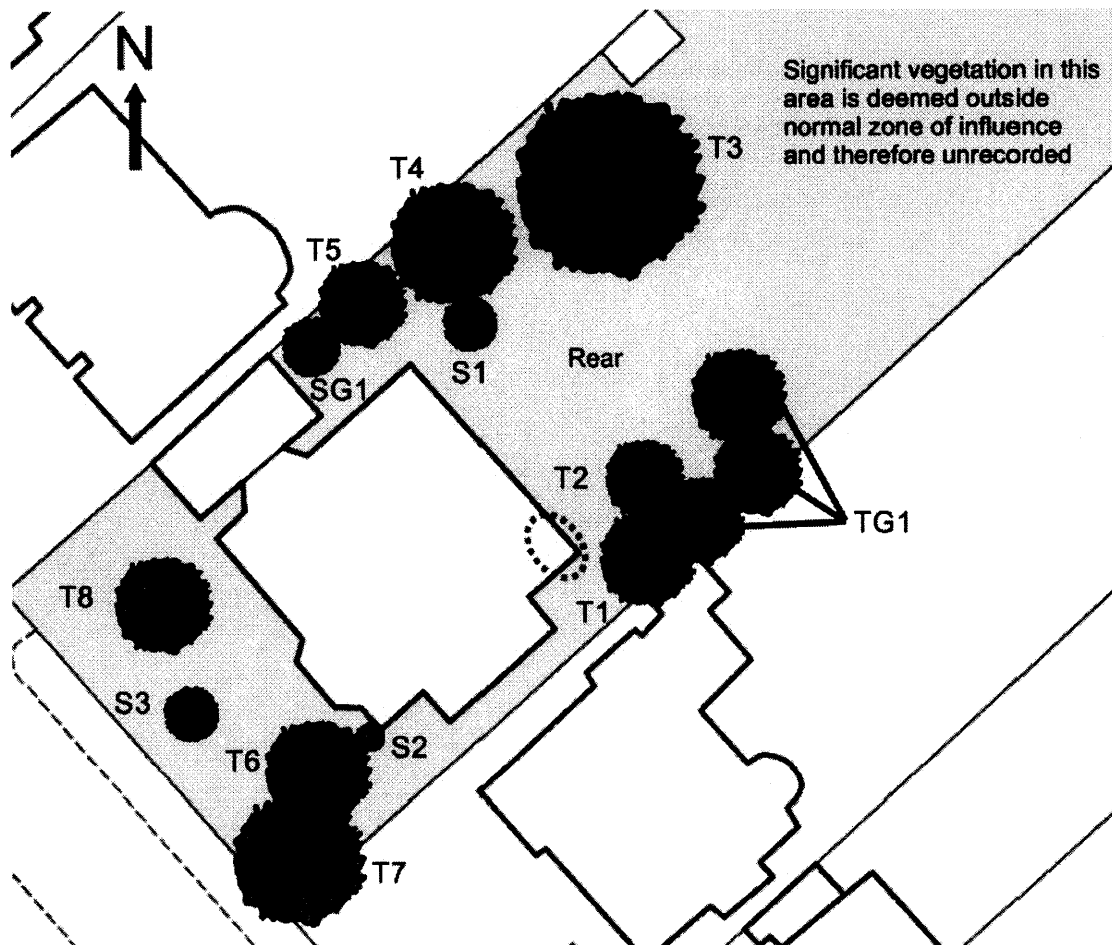 N
Significant vegetation in this
area is deemed outside
normal zone of influence
and therefore unrecorded
T3
T4
T5
SG1
S1
Rear
T2
TG1
T1
T8
S3
T6
S2
T7